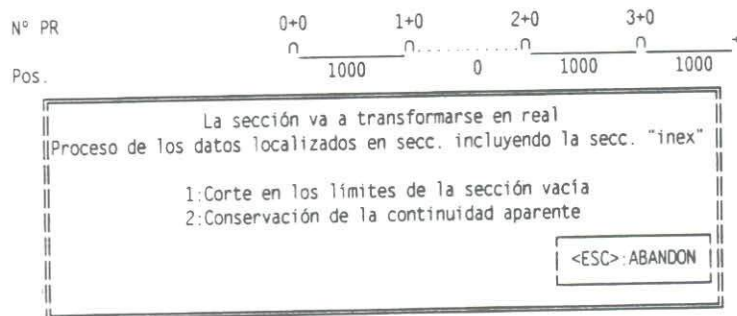 Nº PR 0+0 1+0 2+0 3+0
Pos. 1000 0 1000 1000
La sección va a transformarse en real
Proceso de los datos localizados en secc. incluyendo la secc. "inex"
1:Corte en los límites de la sección vacía
2:Conservación de la continuidad aparente
<ESC>:ABANDON